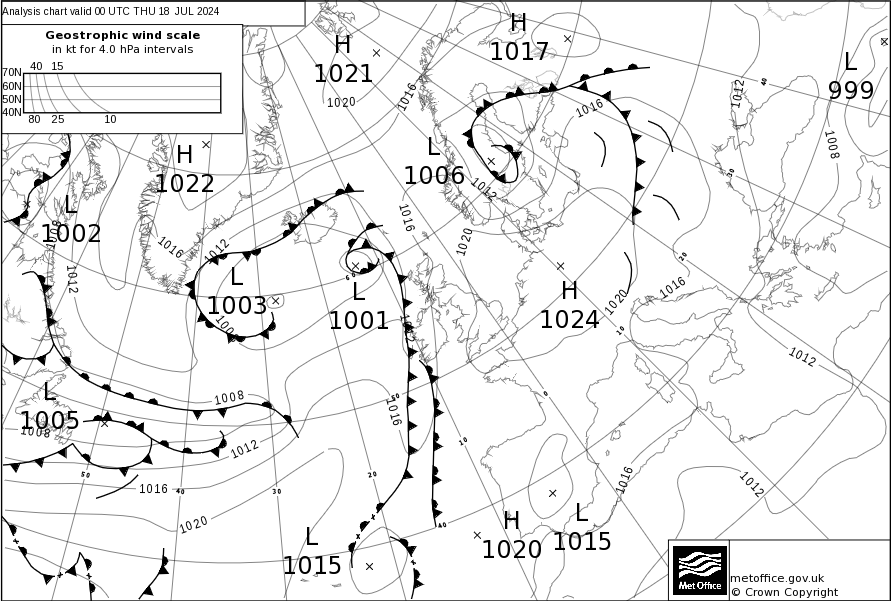 Analysis chart valid 00 UTC THU 18 JUL 2024
Geostrophic wind scale
in kt for 4.0 hPa intervals
40 15
70N
60N
50N
40N
80 25 10
H
1021
H
1017
L
999
1020
1016
1016
1012
1008
H
1022
L
1006
1012
L
1002
1008
1012
1016
1012
1016
1020
L
1003
L
1001
H
1024
1020
1016
1012
L
1005
1008
1008
1012
1016
1016
1020
1016
1012
L
1015
H
1020
L
1015
50
40
30
20
10
0
10
20
30
40
50
60
40
Met Office
metoffice.gov.uk
© Crown Copyright